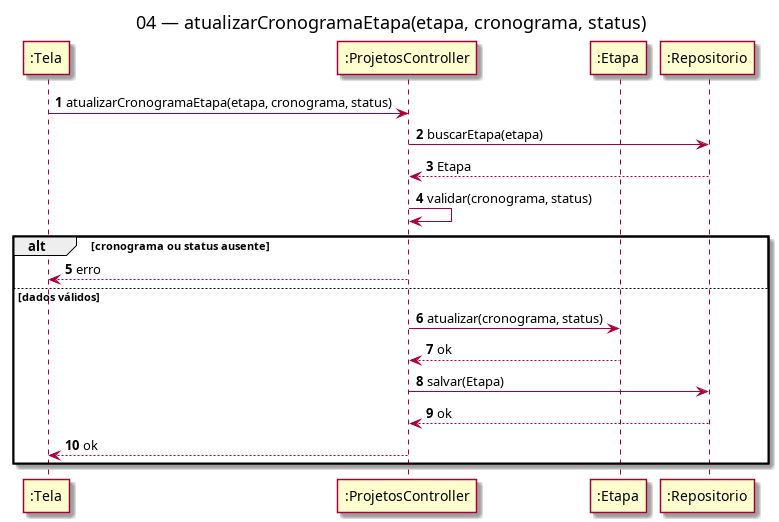 04 — atualizarCronogramaEtapa(etapa, cronograma, status)
:Tela :ProjetosController :Etapa :Repositorio
1 atualizarCronogramaEtapa(etapa, cronograma, status)
2 buscarEtapa(etapa)
3 Etapa
4 validar(cronograma, status)
alt [cronograma ou status ausente]
5 erro
[dados válidos]
6 atualizar(cronograma, status)
7 ok
8 salvar(Etapa)
9 ok
10 ok
:Tela :ProjetosController :Etapa :Repositorio